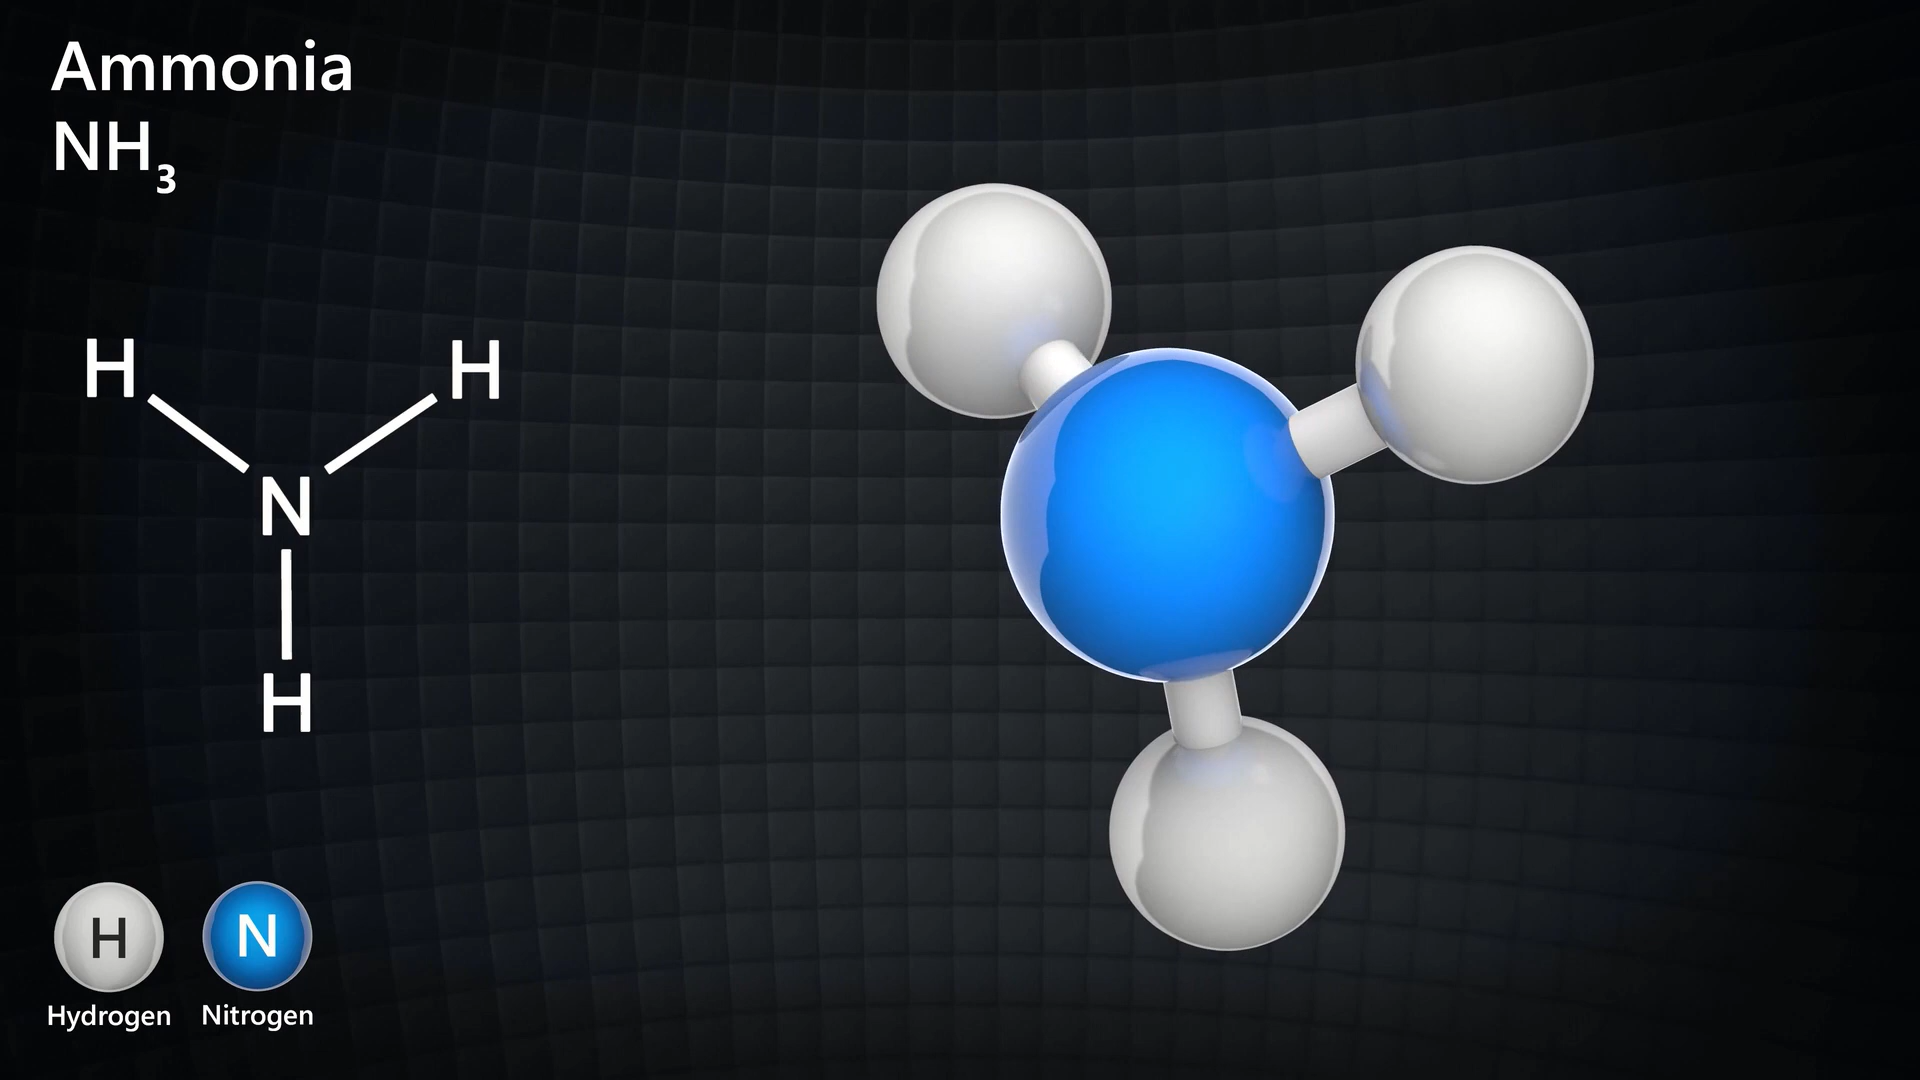 Ammonia
NH₃
H H
N
H
H N
Hydrogen Nitrogen